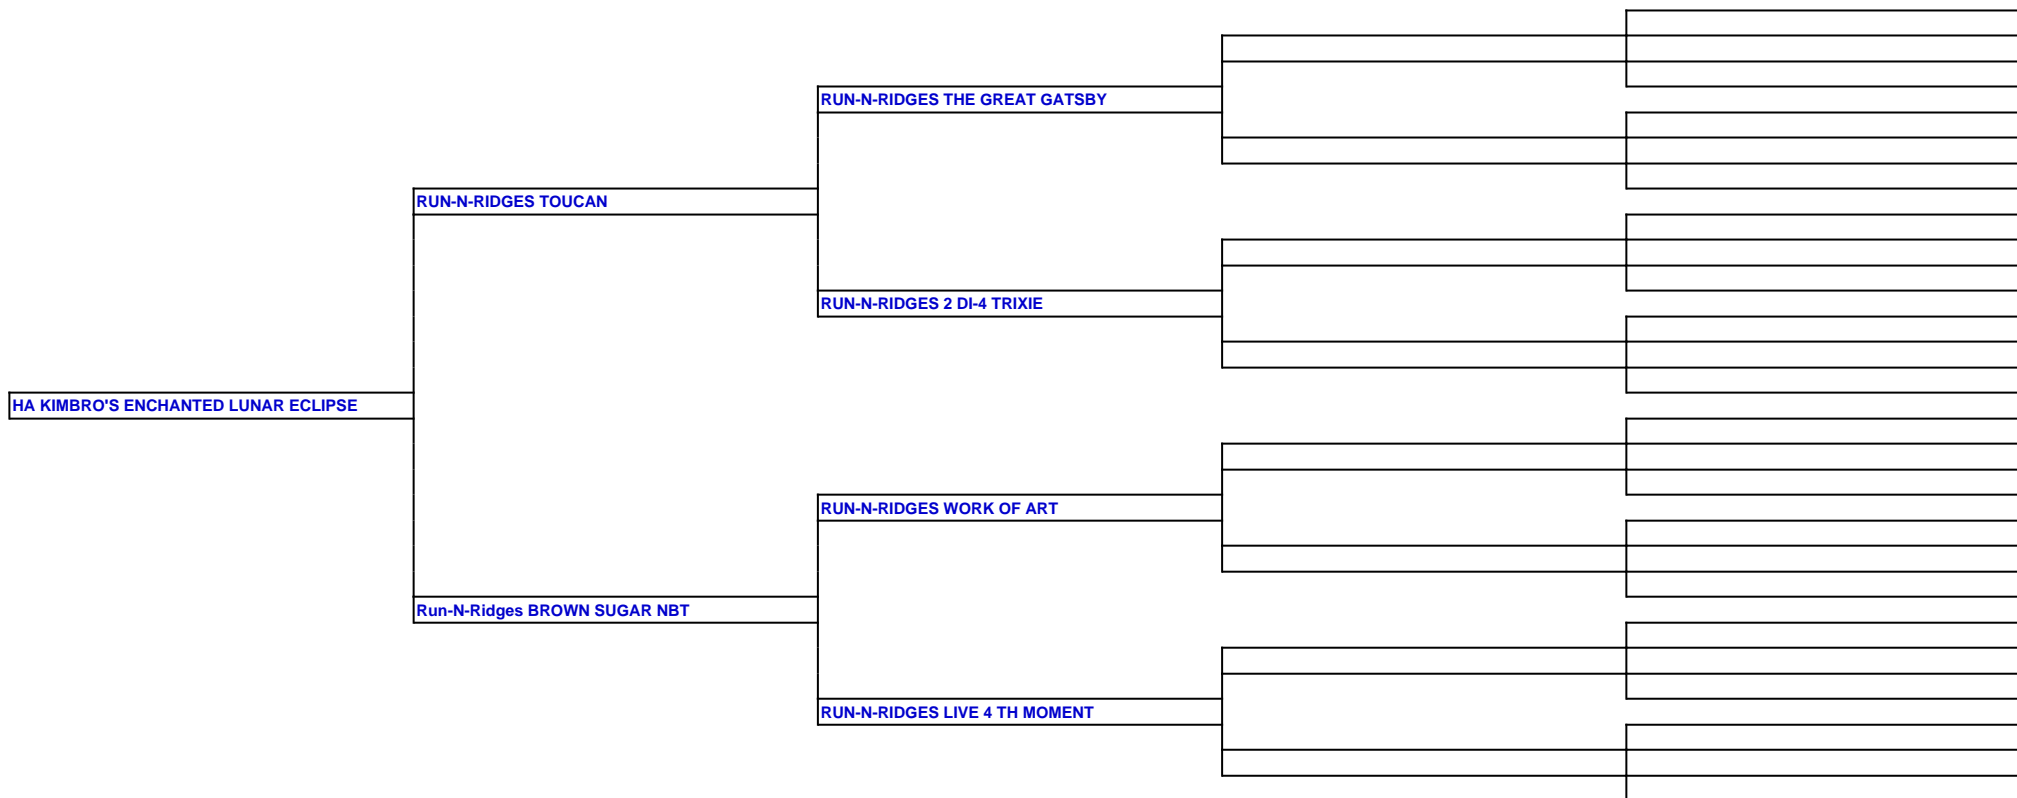 RUN-N-RIDGES THE GREAT GATSBY
RUN-N-RIDGES TOUCAN
RUN-N-RIDGES 2 DI-4 TRIXIE
HA KIMBRO'S ENCHANTED LUNAR ECLIPSE
RUN-N-RIDGES WORK OF ART
Run-N-Ridges BROWN SUGAR NBT
RUN-N-RIDGES LIVE 4 TH MOMENT